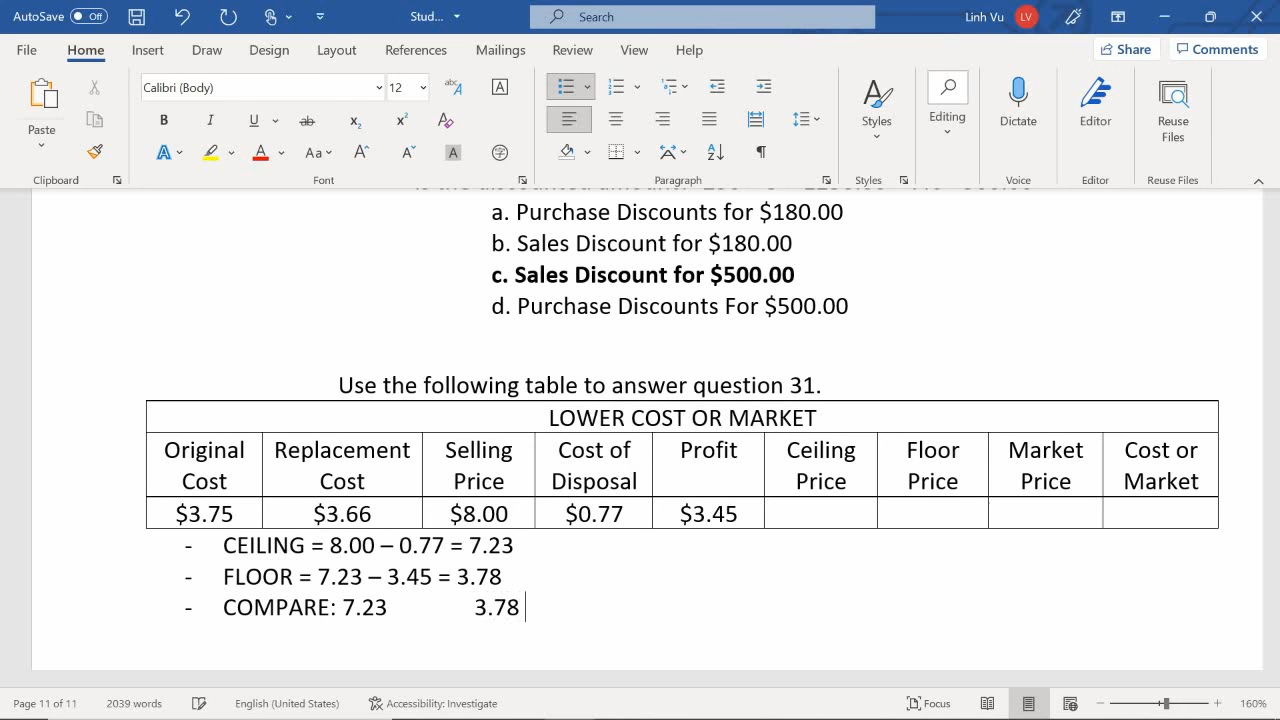 AutoSave Off Stud... Search Linh Vu LV
File Home Insert Draw Design Layout References Mailings Review View Help Share Comments
Calibri (Body) 12
Paste Styles Editing Dictate Editor Reuse Files
Clipboard Font Paragraph Styles Voice Editor Reuse Files
a. Purchase Discounts for $180.00
b. Sales Discount for $180.00
c. Sales Discount for $500.00
d. Purchase Discounts For $500.00
Use the following table to answer question 31.
LOWER COST OR MARKET
Original Cost Replacement Cost Selling Price Cost of Disposal Profit Ceiling Price Floor Price Market Price Cost or Market
$3.75 $3.66 $8.00 $0.77 $3.45
- CEILING = 8.00 – 0.77 = 7.23
- FLOOR = 7.23 – 3.45 = 3.78
- COMPARE: 7.23 3.78
Page 11 of 11 2039 words English (United States) Accessibility: Investigate Focus 160%